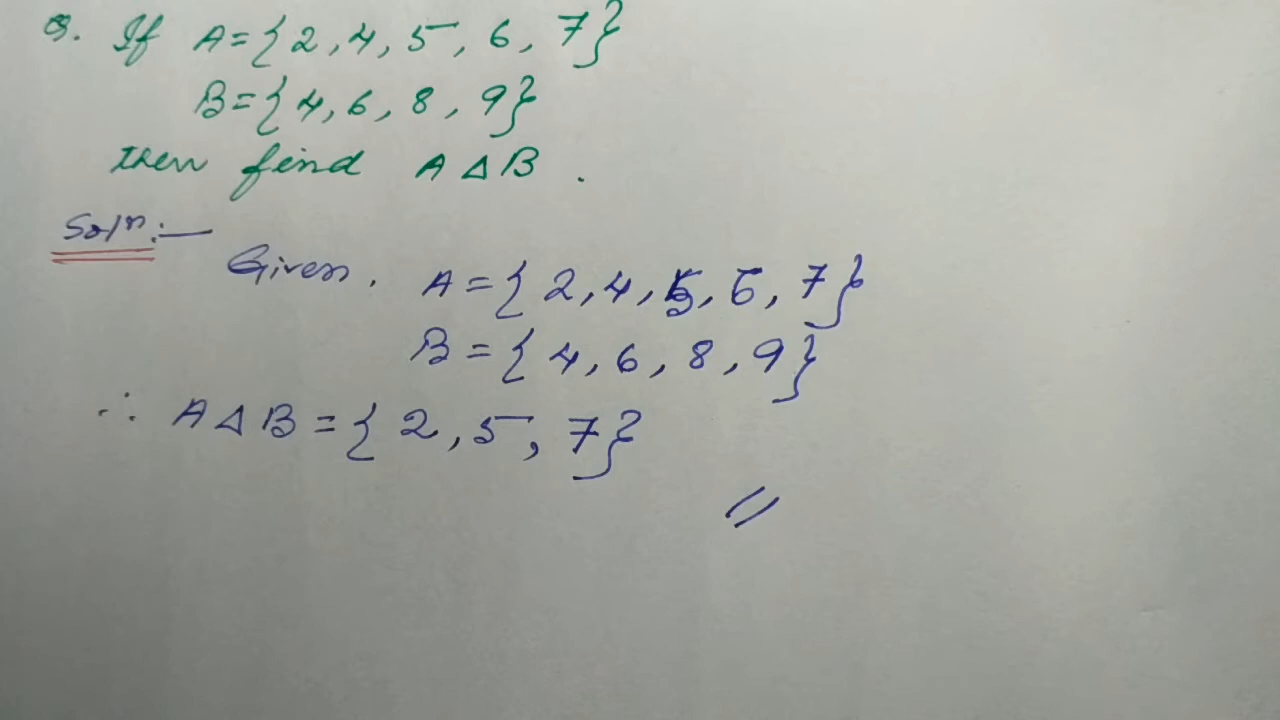 Q. If A={2,4,5,6,7}
B={4,6,8,9}
then find A Δ B.
Soln:—
Given, A={2,4,5,6,7}
B={4,6,8,9}
∴ A Δ B={2,5,7}